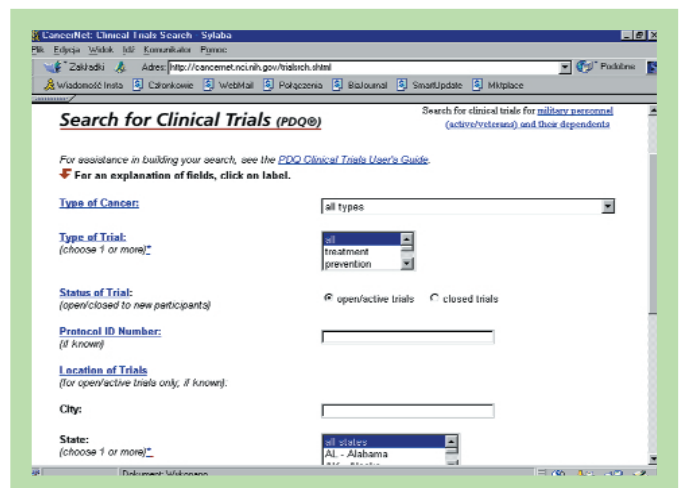 CancerNet: Clinical Trials Search - Sylaba
Plik Edycja Widok Idź Komunikator Pomoc
Zakładki Adres: http://cancernet.nci.nih.gov/trialsrch.shtml Podobne
Wiadomość Insta Członkowie WebMail Połączenia BizJournal SmartUpdate Mktplace
Search for Clinical Trials (PDQ®)
Search for clinical trials for military personnel
(active/veterans) and their dependents
For assistance in building your search, see the PDQ Clinical Trials User's Guide.
For an explanation of fields, click on label.
Type of Cancer:
all types
Type of Trial:
(choose 1 or more)*
all
treatment
prevention
Status of Trial:
(open/closed to new participants)
open/active trials closed trials
Protocol ID Number:
(if known)
Location of Trials
(for open/active trials only, if known):
City:
State:
(choose 1 or more)*
all states
AL - Alabama
AK - Alaska
Dokument: Wykonano